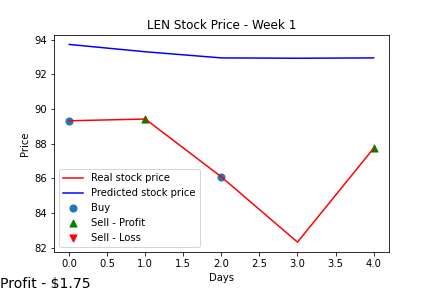 LEN Stock Price - Week 1
94
92
90
88
86
84
82
Price
Real stock price
Predicted stock price
Buy
Sell - Profit
Sell - Loss
0.0 0.5 1.0 1.5 2.0 2.5 3.0 3.5 4.0
Days
Profit - $1.75